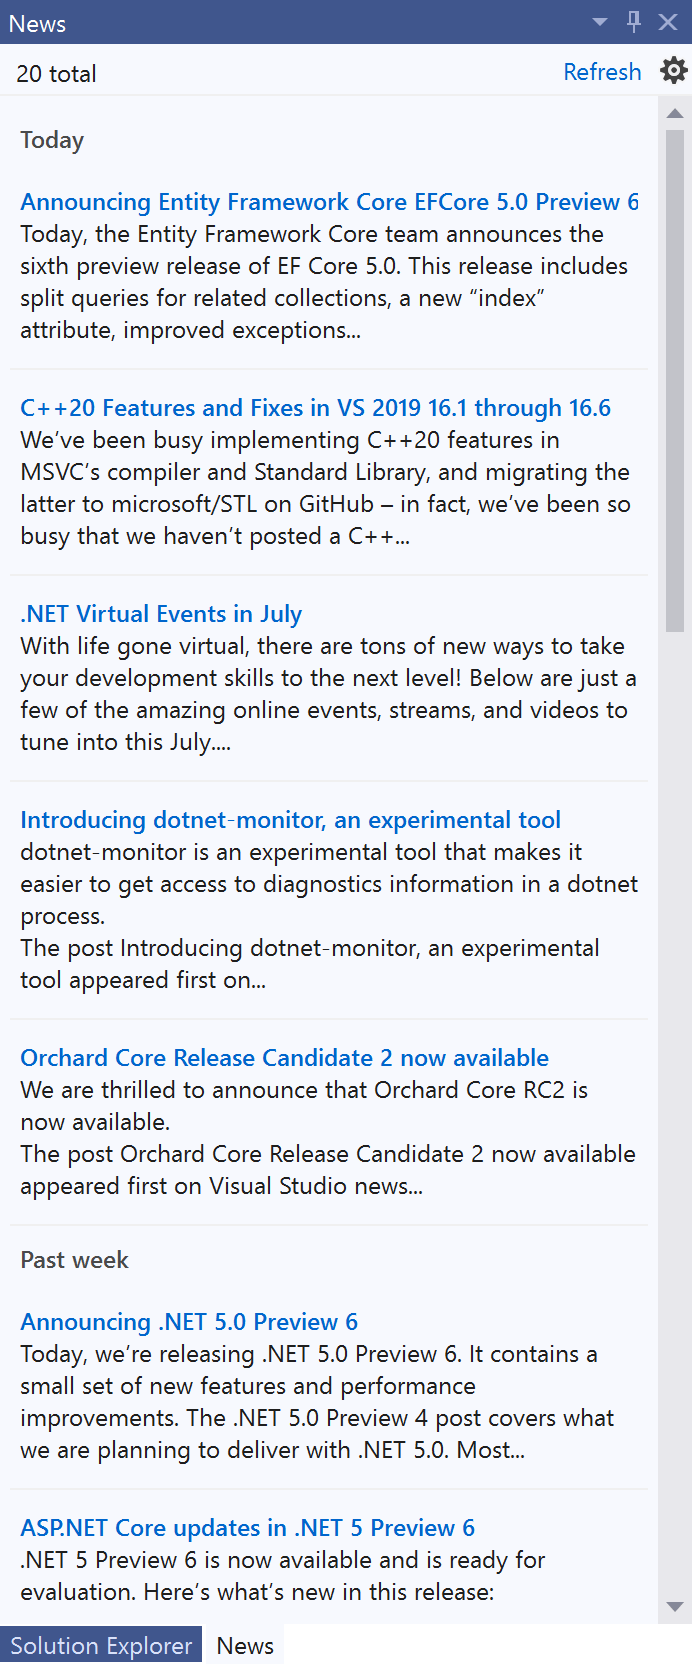 News
20 total
Refresh
Today
Announcing Entity Framework Core EFCore 5.0 Preview 6
Today, the Entity Framework Core team announces the
sixth preview release of EF Core 5.0. This release includes
split queries for related collections, a new “index”
attribute, improved exceptions...
C++20 Features and Fixes in VS 2019 16.1 through 16.6
We’ve been busy implementing C++20 features in
MSVC’s compiler and Standard Library, and migrating the
latter to microsoft/STL on GitHub – in fact, we’ve been so
busy that we haven’t posted a C++...
.NET Virtual Events in July
With life gone virtual, there are tons of new ways to take
your development skills to the next level! Below are just a
few of the amazing online events, streams, and videos to
tune into this July....
Introducing dotnet-monitor, an experimental tool
dotnet-monitor is an experimental tool that makes it
easier to get access to diagnostics information in a dotnet
process.
The post Introducing dotnet-monitor, an experimental
tool appeared first on...
Orchard Core Release Candidate 2 now available
We are thrilled to announce that Orchard Core RC2 is
now available.
The post Orchard Core Release Candidate 2 now available
appeared first on Visual Studio news...
Past week
Announcing .NET 5.0 Preview 6
Today, we’re releasing .NET 5.0 Preview 6. It contains a
small set of new features and performance
improvements. The .NET 5.0 Preview 4 post covers what
we are planning to deliver with .NET 5.0. Most...
ASP.NET Core updates in .NET 5 Preview 6
.NET 5 Preview 6 is now available and is ready for
evaluation. Here’s what’s new in this release:
Solution Explorer
News